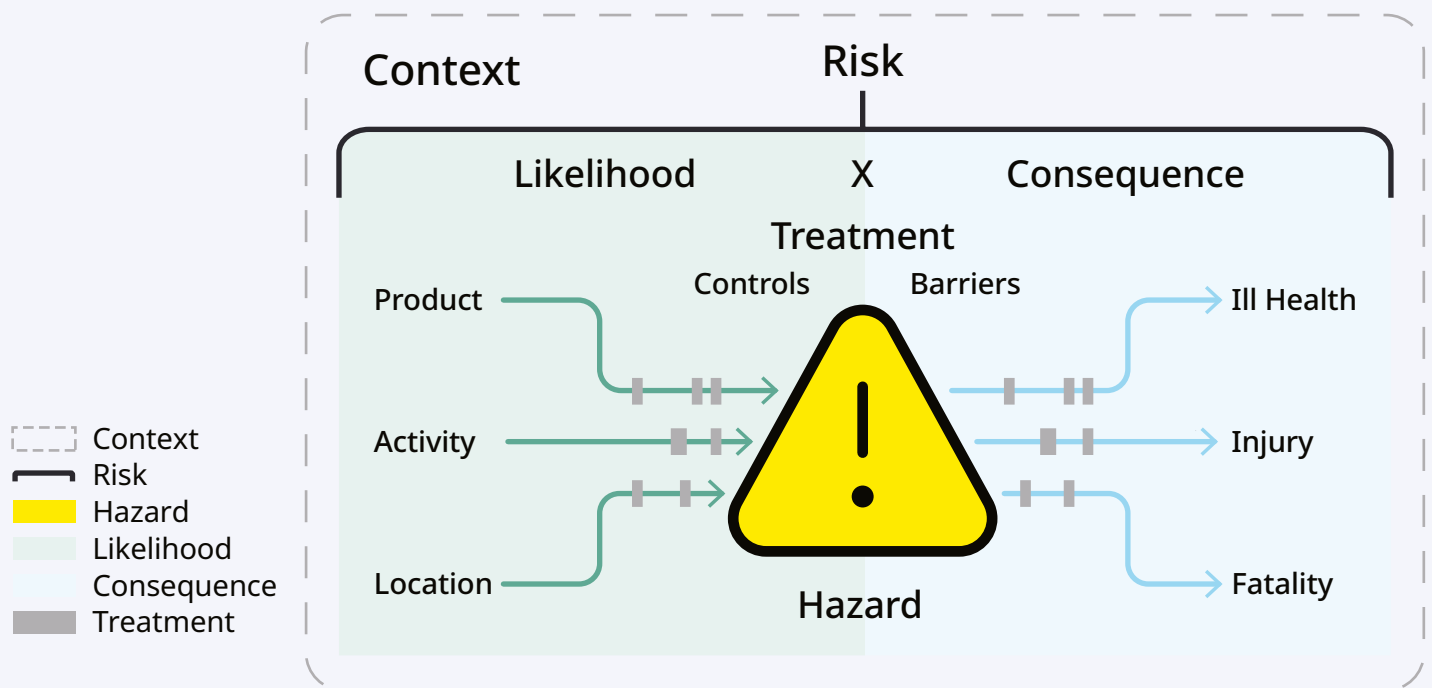 Context
Risk
Likelihood X Consequence
Treatment
Controls
Barriers
Product
Ill Health
Activity
Injury
Location
Fatality
Hazard
Context
Risk
Hazard
Likelihood
Consequence
Treatment